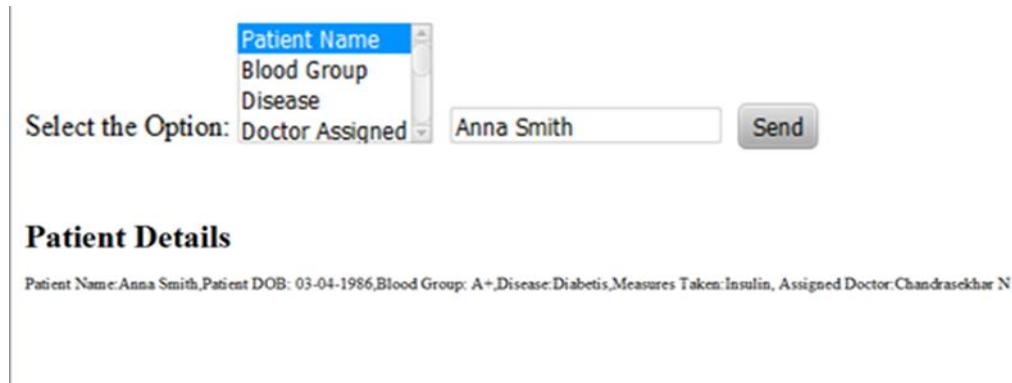 Patient Name
Blood Group
Disease
Select the Option: Doctor Assigned Anna Smith Send
Patient Details
Patient Name:Anna Smith,Patient DOB: 03-04-1986,Blood Group: A+,Disease:Diabetis,Measures Taken:Insulin, Assigned Doctor:Chandrasekhar N